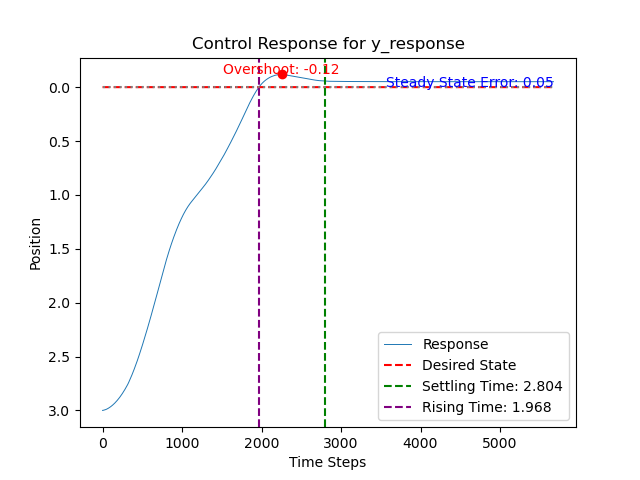 Control Response for y_response
Overshoot: -0.12
Steady State Error: 0.05
0.0
0.5
1.0
1.5
2.0
2.5
3.0
Position
Response
Desired State
Settling Time: 2.804
Rising Time: 1.968
0 1000 2000 3000 4000 5000
Time Steps